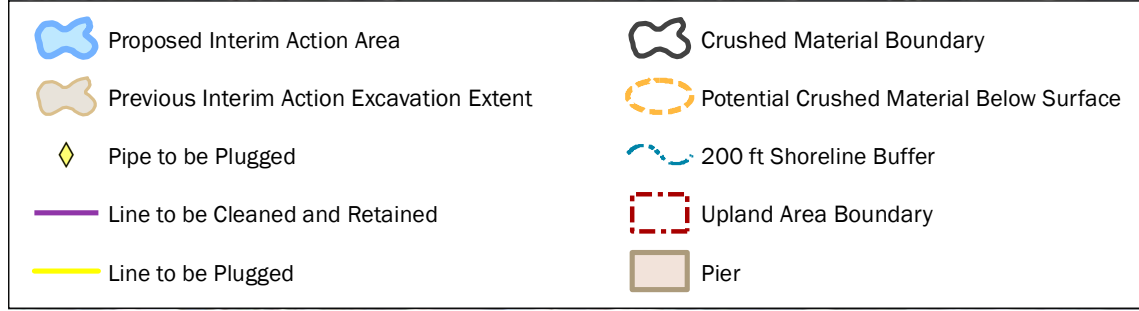 Proposed Interim Action Area
Previous Interim Action Excavation Extent
Pipe to be Plugged
Line to be Cleaned and Retained
Line to be Plugged
Crushed Material Boundary
Potential Crushed Material Below Surface
200 ft Shoreline Buffer
Upland Area Boundary
Pier